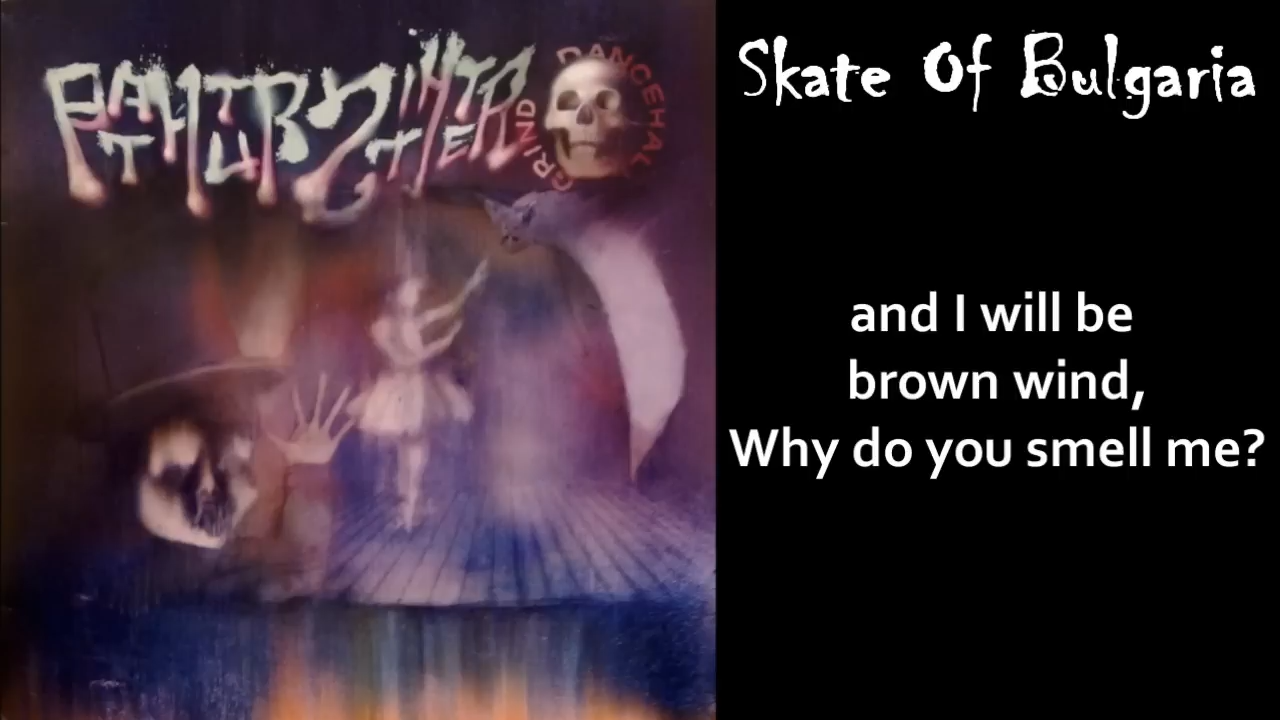 DANCEHALL
GRIND
Skate Of Bulgaria
and I will be
brown wind,
Why do you smell me?